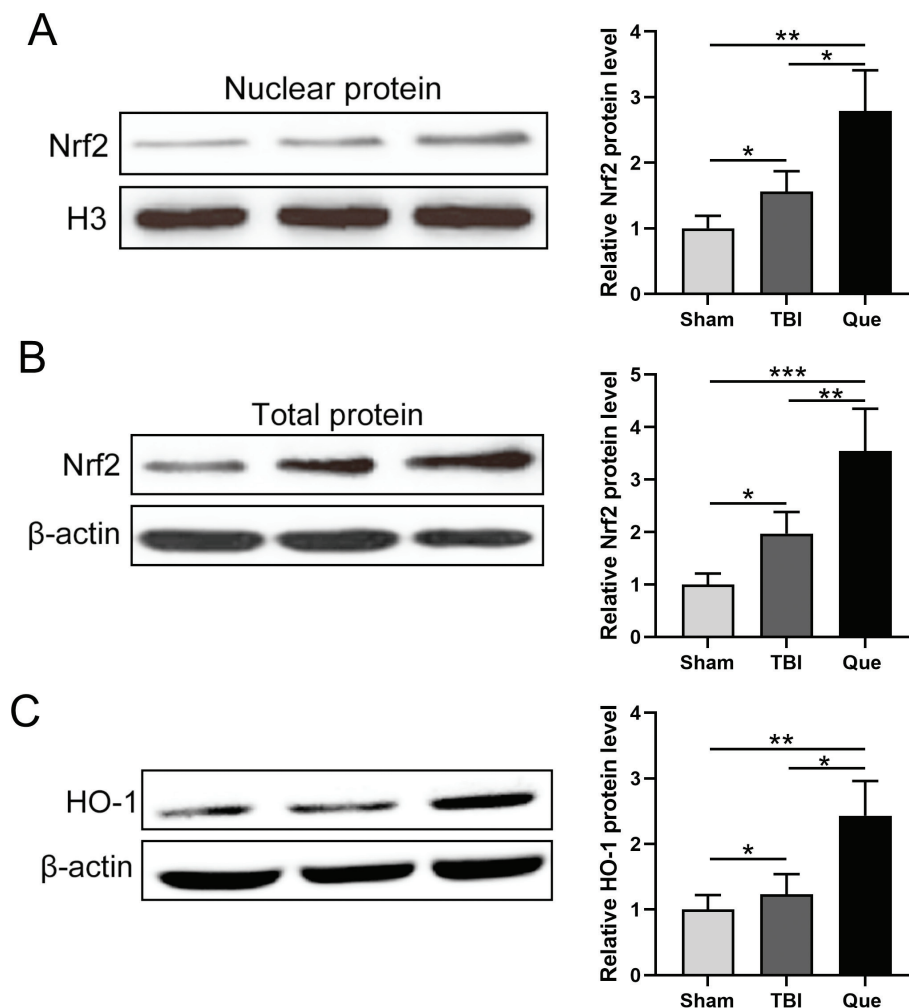 A
Nuclear protein
Nrf2
H3
Relative Nrf2 protein level
4
3
2
1
0
**
*
*
Sham TBI Que
B
Total protein
Nrf2
β-actin
Relative Nrf2 protein level
5
4
3
2
1
0
***
**
*
Sham TBI Que
C
HO-1
β-actin
Relative HO-1 protein level
4
3
2
1
0
**
*
*
Sham TBI Que